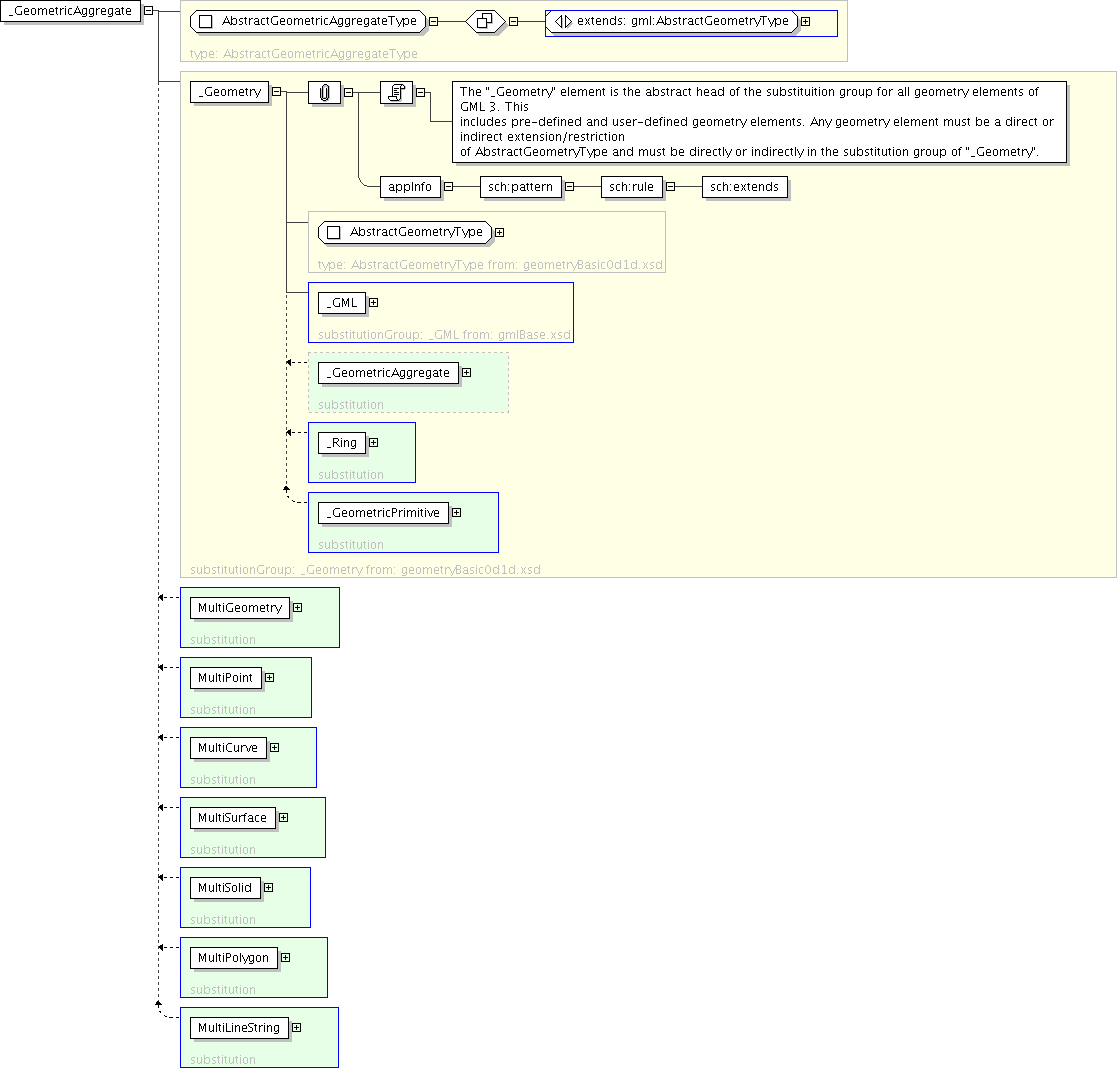 _GeometricAggregate
AbstractGeometricAggregateType
extends: gml:AbstractGeometryType
type: AbstractGeometricAggregateType
_Geometry
The "_Geometry" element is the abstract head of the substituition group for all geometry elements of
GML 3. This
includes pre-defined and user-defined geometry elements. Any geometry element must be a direct or
indirect extension/restriction
of AbstractGeometryType and must be directly or indirectly in the substitution group of "_Geometry".
appInfo
sch:pattern
sch:rule
sch:extends
AbstractGeometryType
type: AbstractGeometryType from: geometryBasic0d1d.xsd
_GML
substitutionGroup: _GML from: gmlBase.xsd
_GeometricAggregate
substitution
_Ring
substitution
_GeometricPrimitive
substitution
substitutionGroup: _Geometry from: geometryBasic0d1d.xsd
MultiGeometry
substitution
MultiPoint
substitution
MultiCurve
substitution
MultiSurface
substitution
MultiSolid
substitution
MultiPolygon
substitution
MultiLineString
substitution